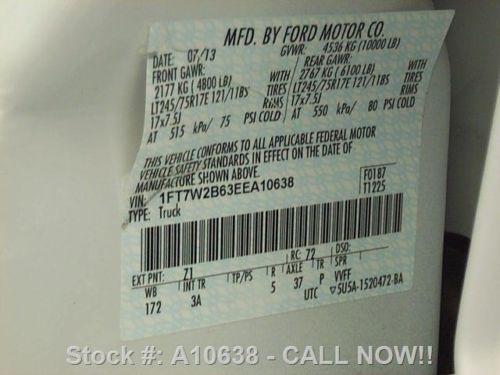 MFD. BY FORD MOTOR CO.
DATE: 07/13 GVWR: 4536 KG (10000 LB)
FRONT GAWR: REAR GAWR:
2177 KG ( 4800 LB) WITH 2767 KG ( 6100 LB) WITH
LT245/75R17E 121/118S TIRES LT245/75R17E 121/118S TIRES
17x7.5J RIMS 17x7.5J RIMS
AT 515 kPa/ 75 PSI COLD AT 550 kPa/ 80 PSI COLD
THIS VEHICLE CONFORMS TO ALL APPLICABLE FEDERAL MOTOR
VEHICLE SAFETY STANDARDS IN EFFECT ON THE DATE OF
MANUFACTURE SHOWN ABOVE.
VIN: 1FT7W2B63EEA10638 F0187
TYPE: Truck T1225
EXT PNT: Z1 RC: 72 DSO:
WB INT TR TP/PS R AXLE TR SPR
172 3A 5 37 P VVFF
UTC ▽5U5A-1520472-BA
Stock #: A10638 - CALL NOW!!